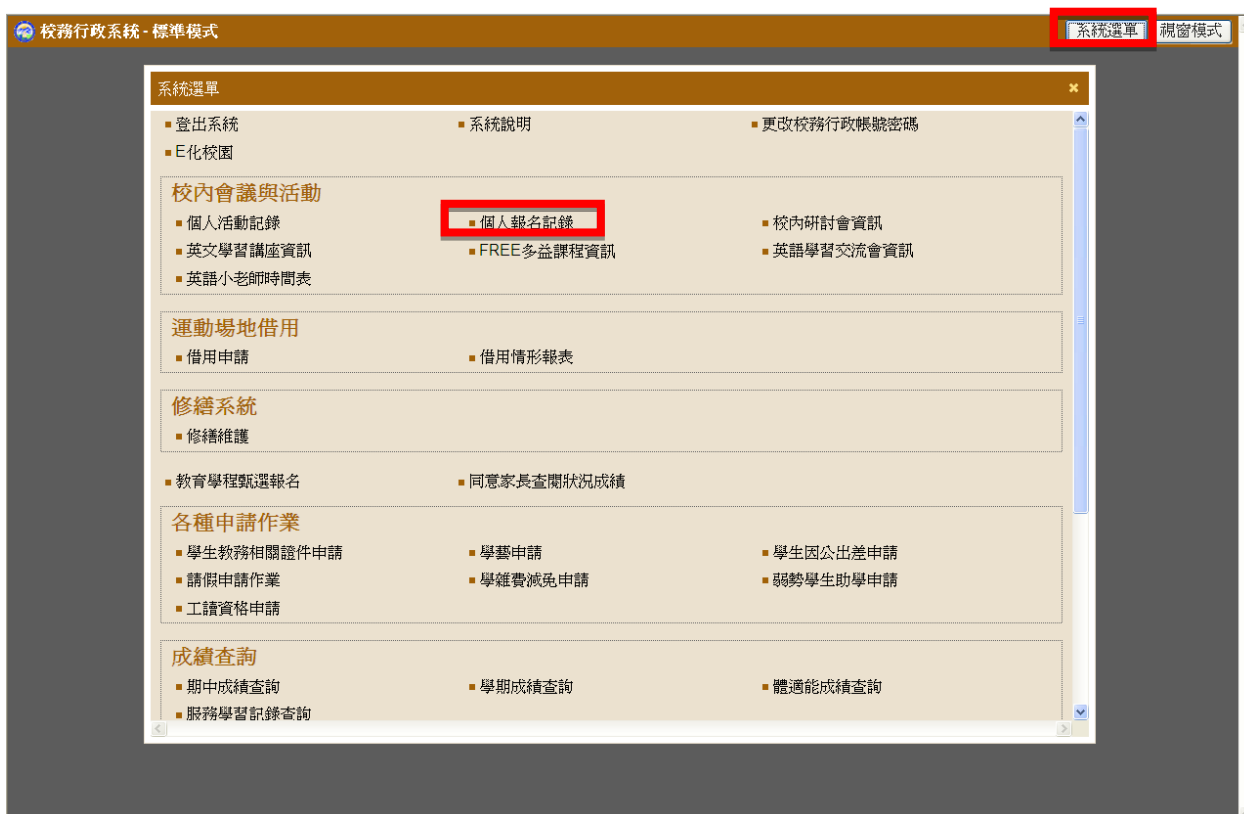 校務行政系統 - 標準模式 系統選單 視窗模式
系統選單
登出系統 系統說明 更改校務行政帳號密碼
E化校園
校內會議與活動
個人活動記錄 個人報名記錄 校內研討會資訊
英文學習講座資訊 FREE多益課程資訊 英語學習交流會資訊
英語小老師時間表
運動場地借用
借用申請 借用情形報表
修繕系統
修繕維護
教育學程甄選報名 同意家長查閱狀況成績
各種申請作業
學生教務相關證件申請 學藝申請 學生因公出差申請
請假申請作業 學雜費減免申請 弱勢學生助學申請
工讀資格申請
成績查詢
期中成績查詢 學期成績查詢 體適能成績查詢
服務學習記錄查詢